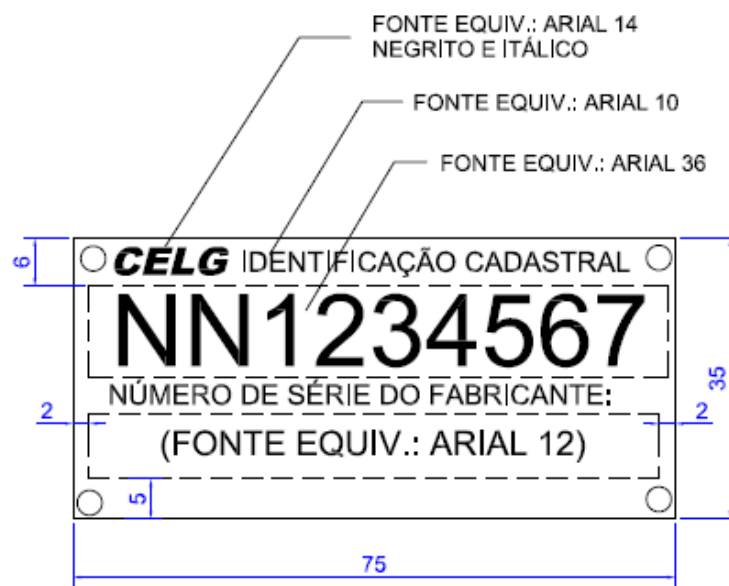 FONTE EQUIV.: ARIAL 14
NEGRITO E ITÁLICO
FONTE EQUIV.: ARIAL 10
FONTE EQUIV.: ARIAL 36
6
CELG IDENTIFICAÇÃO CADASTRAL
NN1234567
35
NÚMERO DE SÉRIE DO FABRICANTE:
2
2
(FONTE EQUIV.: ARIAL 12)
5
75